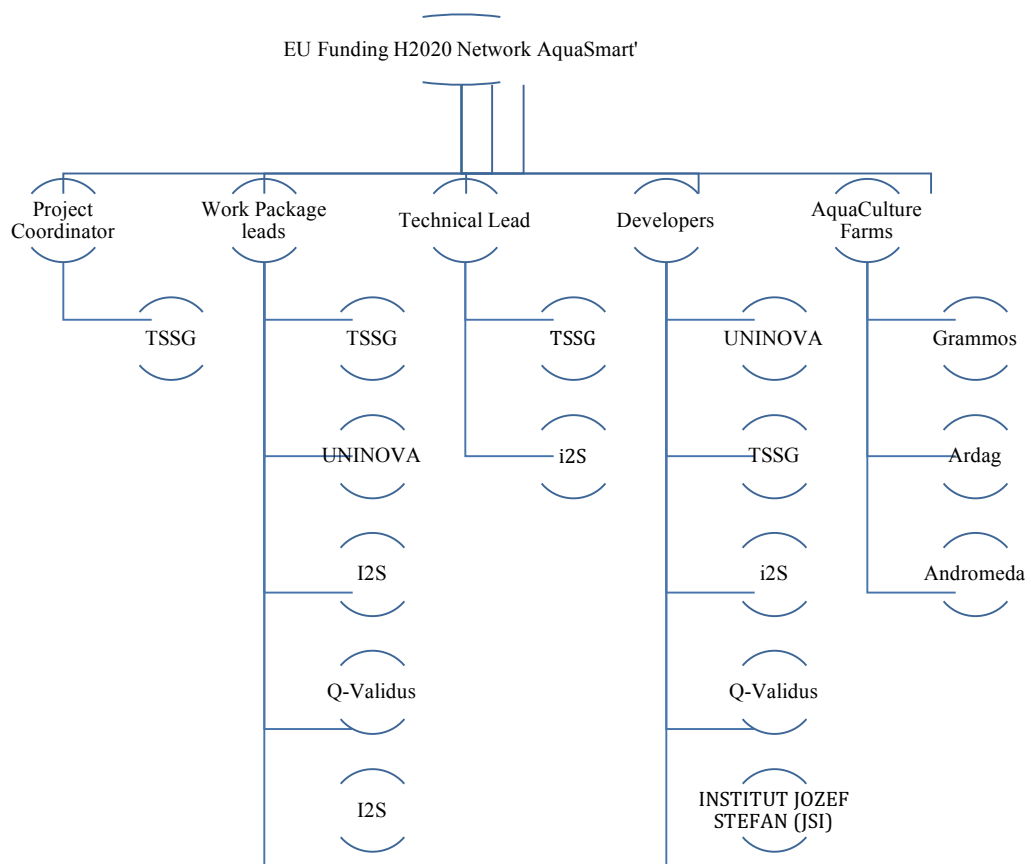 EU Funding H2020 Network AquaSmart'
Project
Coordinator
Work Package
leads
Technical Lead
Developers
AquaCulture
Farms
TSSG
TSSG
TSSG
UNINOVA
Grammos
UNINOVA
i2S
TSSG
Ardag
I2S
i2S
Andromeda
Q-Validus
Q-Validus
I2S
INSTITUT JOZEF
STEFAN (JSI)